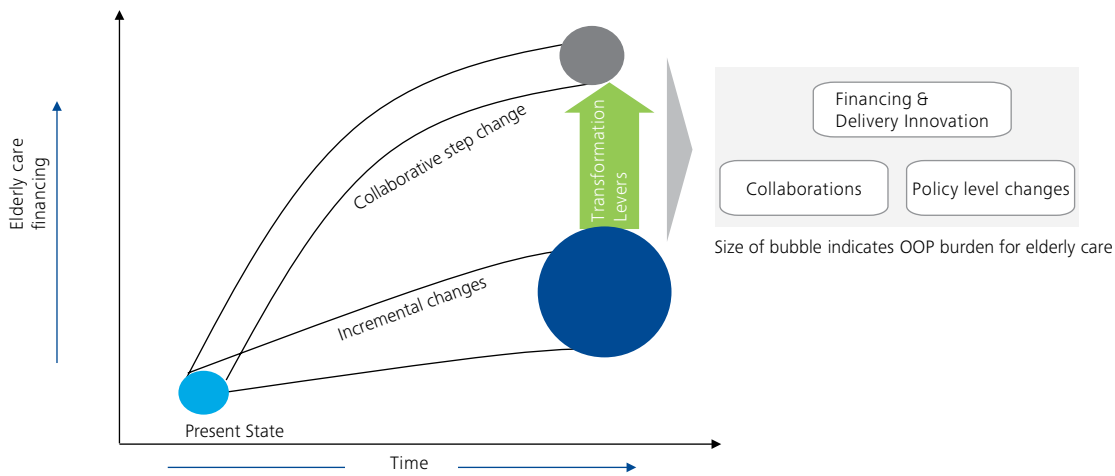 Elderly care
financing
Collaborative step change
Incremental changes
Transformation
Levers
Present State
Time
Financing &
Delivery Innovation
Collaborations
Policy level changes
Size of bubble indicates OOP burden for elderly care